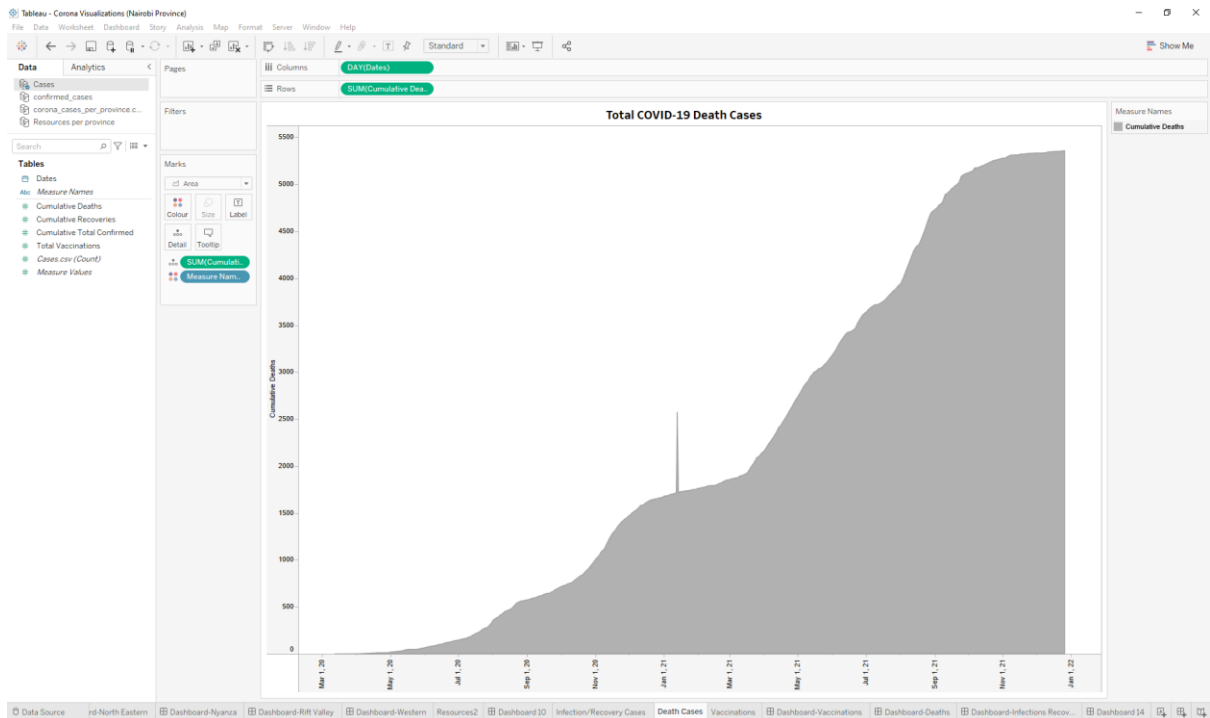 Tableau - Corona Visualizations (Nairobi Province)
File Data Worksheet Dashboard Story Analysis Map Format Server Window Help
Standard
Show Me
Data Analytics
Cases
confirmed_cases
corona_cases_per_province.c...
Resources per province
Search
Tables
Dates
Abc Measure Names
Cumulative Deaths
Cumulative Recoveries
# Cumulative Total Confirmed
Total Vaccinations
Cases.csv (Count)
Measure Values
Pages
Filters
Marks
Area
Colour Size Label
Detail Tooltip
SUM(Cumulati..
Measure Nam..
Columns DAY(Dates)
Rows SUM(Cumulative Dea..
Total COVID-19 Death Cases
Cumulative Deaths
5500
5000
4500
4000
3500
3000
2500
2000
1500
1000
500
0
Mar 1, 20
May 1, 20
Jul 1, 20
Sep 1, 20
Nov 1, 20
Jan 1, 21
Mar 1, 21
May 1, 21
Jul 1, 21
Sep 1, 21
Nov 1, 21
Jan 1, 22
Measure Names
Cumulative Deaths
Data Source rd-North Eastern Dashboard-Nyanza Dashboard-Rift Valley Dashboard-Western Resources2 Dashboard 10 Infection/Recovery Cases Death Cases Vaccinations Dashboard-Vaccinations Dashboard-Deaths Dashboard-Infections Recov... Dashboard 14